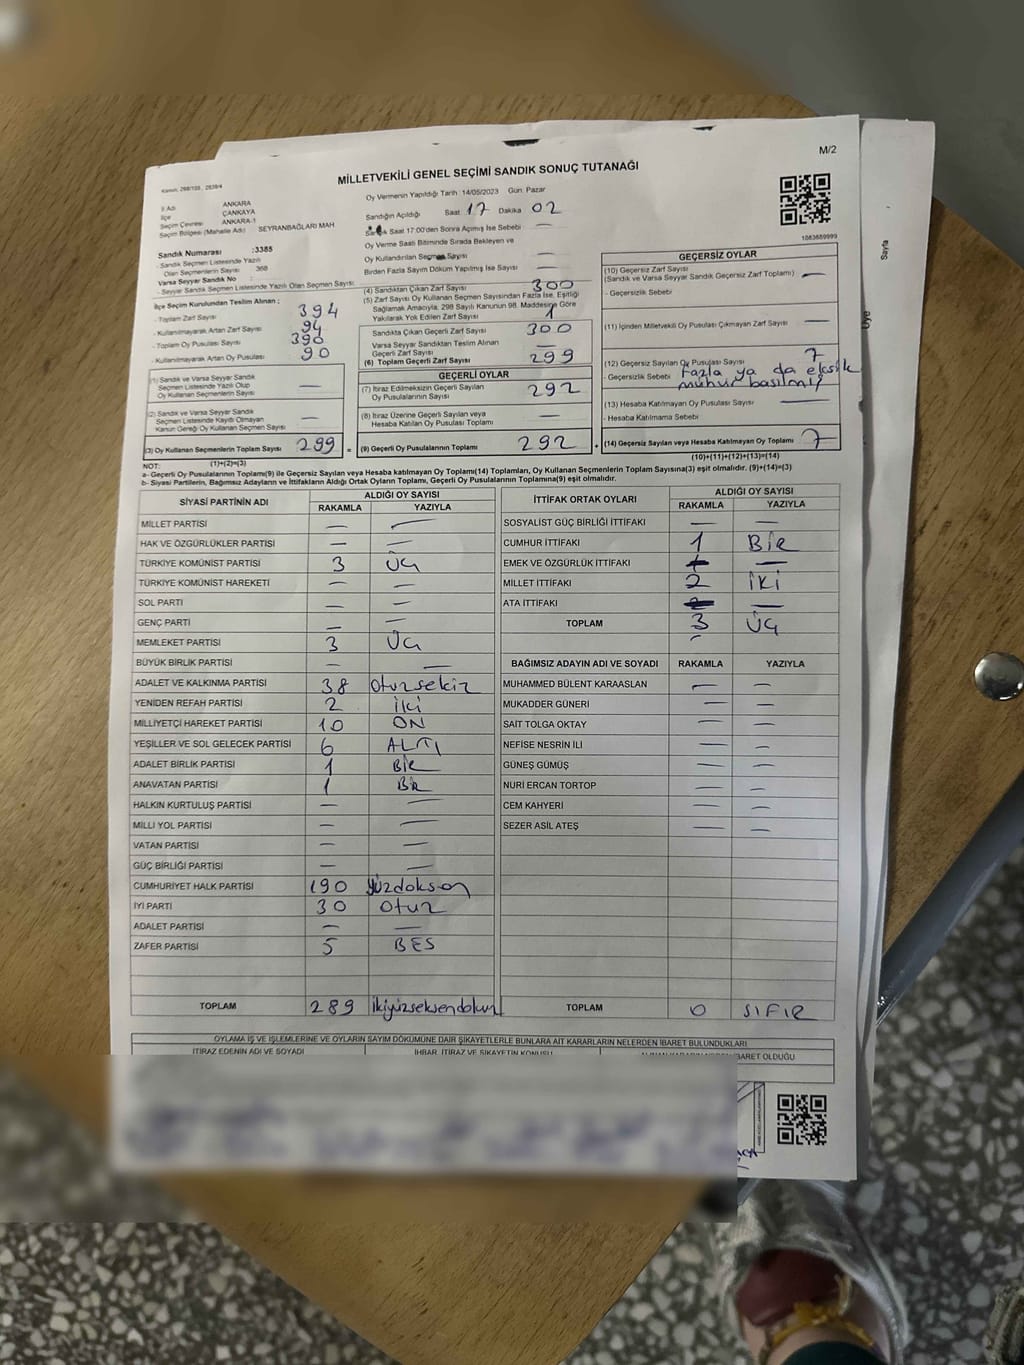 M/2
Kanun: 298/105, 2839/4
MİLLETVEKİLİ GENEL SEÇİMİ SANDIK SONUÇ TUTANAĞI
İl Adı ANKARA
İlçe ÇANKAYA
Seçim Çevresi ANKARA-1
Seçim Bölgesi (Mahalle Adı) SEYRANBAĞLARI MAH
Sandık Numarası :3385
- Sandık Seçmen Listesinde Yazılı
Olan Seçmenlerin Sayısı 368
Varsa Seyyar Sandık No :
- Seyyar Sandık Seçmen Listesinde Yazılı Olan Seçmen Sayısı:
İlçe Seçim Kurulundan Teslim Alınan ;
- Toplam Zarf Sayısı 394
- Kullanılmayarak Artan Zarf Sayısı 94
- Toplam Oy Pusulası Sayısı 390
- Kullanılmayarak Artan Oy Pusulası 90
(1) Sandık ve Varsa Seyyar Sandık
Seçmen Listesinde Yazılı Olup
Oy Kullanan Seçmen Sayısı —
(2) Sandık ve Varsa Seyyar Sandık
Seçmen Listesinde Kayıtlı Olmayan
Kanun Gereği Oy Kullanan Seçmen Sayısı —
(3) Oy Kullanan Seçmenlerin Toplam Sayısı 299
(1)+(2)=(3)
Oy Vermenin Yapıldığı Tarih :14/05/2023 Gün: Pazar
Sandığın Açıldığı Saat 17 Dakika 02
Saat 17:00'den Sonra Açılmış İse Sebebi : —
Oy Verme Saati Bitiminde Sırada Bekleyen ve
Oy Kullandırılan Seçmen Sayısı —
Birden Fazla Sayım Döküm Yapılmış İse Sebebi : —
(4) Sandıktan Çıkan Zarf Sayısı 300
(5) Zarf Sayısı Oy Kullanan Seçmen Sayısından Fazla İse, Eşitliği
Sağlamak Amacıyla, 298 Sayılı Kanunun 98. Maddesine Göre
Yakılarak Yok Edilen Zarf Sayısı 1
Sandıkta Çıkan Geçerli Zarf Sayısı 300
Varsa Seyyar Sandıktan Teslim Alınan
Geçerli Zarf Sayısı —
(6) Toplam Geçerli Zarf Sayısı 299
GEÇERLİ OYLAR
(7) İtiraz Edilmeksizin Geçerli Sayılan
Oy Pusulalarının Sayısı 292
(8) İtiraz Üzerine Geçerli Sayılan veya
Hesaba Katılan Oy Pusulası Toplamı —
(9) Geçerli Oy Pusulalarının Toplamı 292
1083689999
GEÇERSİZ OYLAR
(10) Geçersiz Zarf Sayısı
(Sandık ve Varsa Seyyar Sandık Geçersiz Zarf Toplamı) —
- Geçersizlik Sebebi
(11) İçinden Milletvekili Oy Pusulası Çıkmayan Zarf Sayısı —
(12) Geçersiz Sayılan Oy Pusulası Sayısı 7
- Geçersizlik Sebebi Fazla ya da eksik
mühür basılmış
(13) Hesaba Katılmayan Oy Pusulası Sayısı —
- Hesaba Katılmama Sebebi
(14) Geçersiz Sayılan veya Hesaba Katılmayan Oy Toplamı 7
(10)+(11)+(12)+(13)=(14)
NOT:
a- Geçerli Oy Pusulalarının Toplamı(9) ile Geçersiz Sayılan veya Hesaba katılmayan Oy Toplamı(14) Toplamları, Oy Kullanan Seçmenlerin Toplam Sayısına(3) eşit olmalıdır. (9)+(14)=(3)
b- Siyasi Partilerin, Bağımsız Adayların ve İttifakların Aldığı Ortak Oyların Toplamı, Geçerli Oy Pusulalarının Toplamına(9) eşit olmalıdır.
SİYASİ PARTİNİN ADI ALDIĞI OY SAYISI
RAKAMLA YAZIYLA
MİLLET PARTİSİ — —
HAK VE ÖZGÜRLÜKLER PARTİSİ — —
TÜRKİYE KOMÜNİST PARTİSİ 3 Üç
TÜRKİYE KOMÜNİST HAREKETİ — —
SOL PARTİ — —
GENÇ PARTİ — —
MEMLEKET PARTİSİ 3 Üç
BÜYÜK BİRLİK PARTİSİ — —
ADALET VE KALKINMA PARTİSİ 38 otuzsekiz
YENİDEN REFAH PARTİSİ 2 iki
MİLLİYETÇİ HAREKET PARTİSİ 10 ON
YEŞİLLER VE SOL GELECEK PARTİSİ 6 ALTI
ADALET BİRLİK PARTİSİ 1 Bir
ANAVATAN PARTİSİ 1 Bir
HALKIN KURTULUŞ PARTİSİ — —
MİLLİ YOL PARTİSİ — —
VATAN PARTİSİ — —
GÜÇ BİRLİĞİ PARTİSİ — —
CUMHURİYET HALK PARTİSİ 190 yüzdoksan
İYİ PARTİ 30 otuz
ADALET PARTİSİ — —
ZAFER PARTİSİ 5 BES
TOPLAM 289 ikiyüzseksendokuz
İTTİFAK ORTAK OYLARI ALDIĞI OY SAYISI
RAKAMLA YAZIYLA
SOSYALİST GÜÇ BİRLİĞİ İTTİFAKI — —
CUMHUR İTTİFAKI 1 Bir
EMEK VE ÖZGÜRLÜK İTTİFAKI —
MİLLET İTTİFAKI 2 iki
ATA İTTİFAKI —
TOPLAM 3 Üç
BAĞIMSIZ ADAYIN ADI VE SOYADI RAKAMLA YAZIYLA
MUHAMMED BÜLENT KARAASLAN — —
MUKADDER GÜNERİ — —
SAİT TOLGA OKTAY — —
NEFİSE NESRİN İLİ — —
GÜNEŞ GÜMÜŞ — —
NURİ ERCAN TORTOP — —
CEM KAHYERİ — —
SEZER ASİL ATEŞ — —
TOPLAM 0 SIFIR
OYLAMA İŞ VE İŞLEMLERİNE VE OYLARIN SAYIM DÖKÜMÜNE DAİR ŞİKAYETLERLE BUNLARA AİT KARARLARIN NELERDEN İBARET BULUNDUKLARI
İTİRAZ EDENİN ADI VE SOYADI İHBAR, İTİRAZ VE ŞİKAYETİN KONUSU İBARET OLDUĞU
Sayfa
Üye